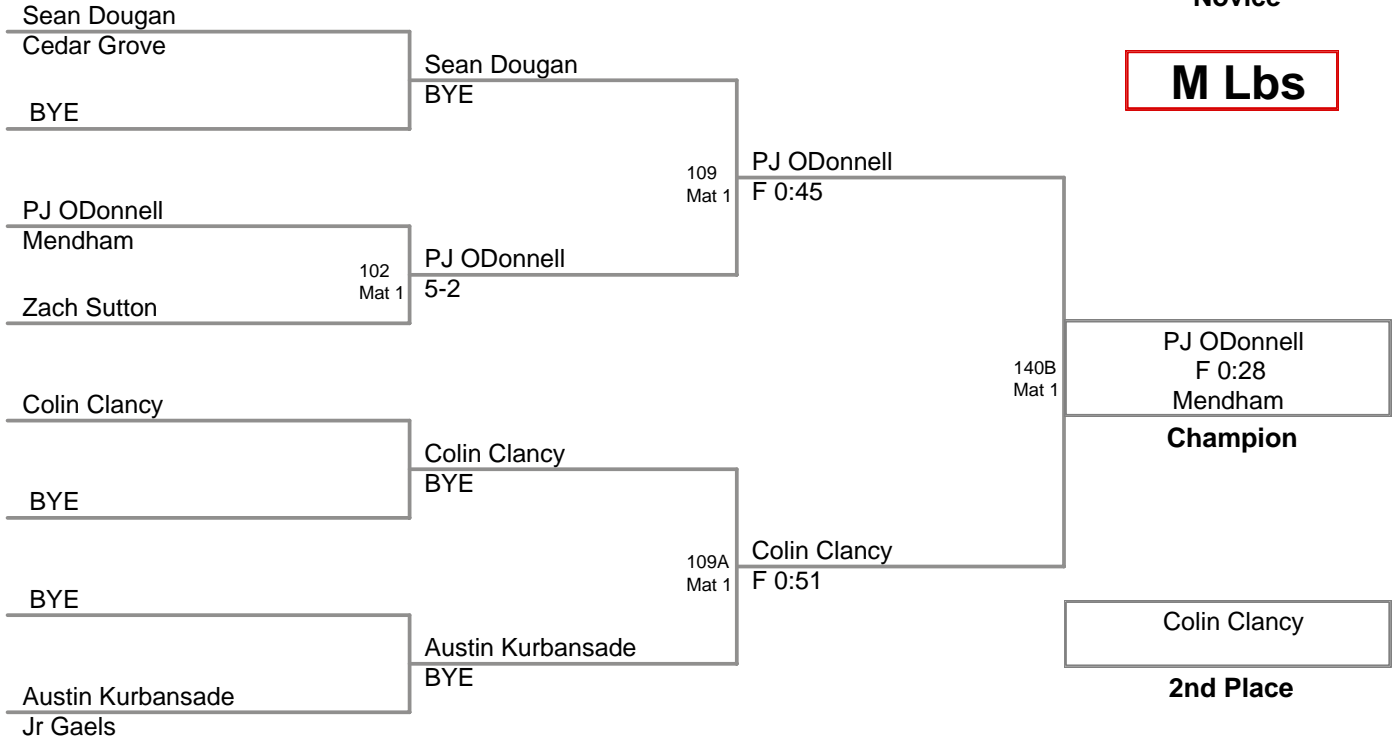 Novice
M Lbs
Sean Dougan
Cedar Grove
BYE
PJ ODonnell
Mendham
Zach Sutton
Colin Clancy
BYE
BYE
Austin Kurbansade
Jr Gaels
Sean Dougan
BYE
102
Mat 1
PJ ODonnell
5-2
Colin Clancy
BYE
Austin Kurbansade
BYE
109
Mat 1
PJ ODonnell
F 0:45
109A
Mat 1
Colin Clancy
F 0:51
140B
Mat 1
PJ ODonnell
F 0:28
Mendham
Champion
Colin Clancy
2nd Place